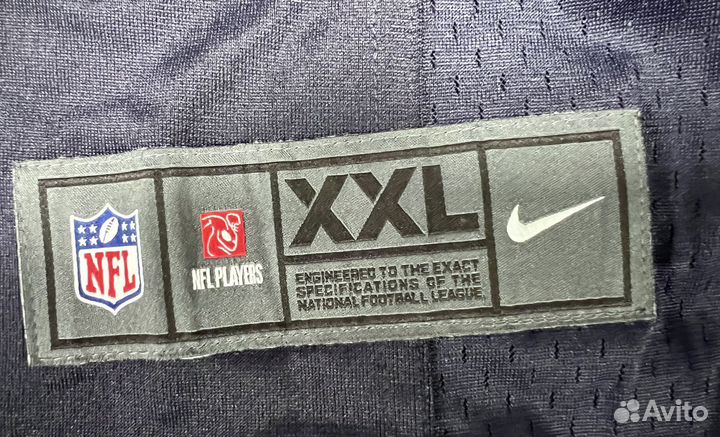 NFL
NFL PLAYERS
XXL
ENGINEERED TO THE EXACT
SPECIFICATIONS OF THE
NATIONAL FOOTBALL LEAGUE.
Avito